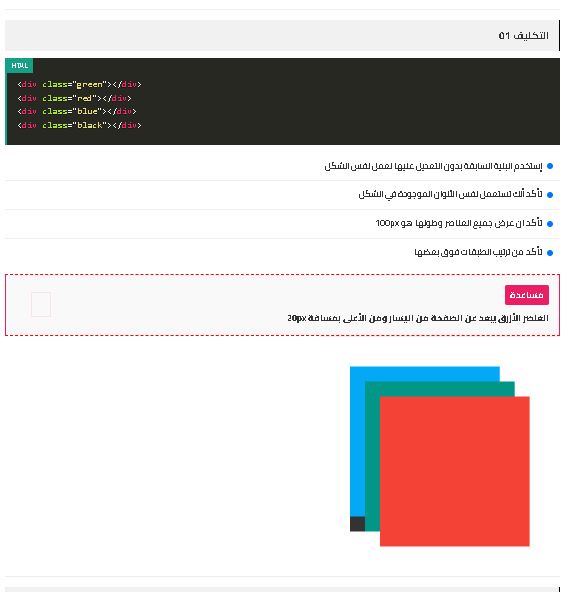 التكليف 01
HTML
<div class="green"></div>
<div class="red"></div>
<div class="blue"></div>
<div class="black"></div>
إستخدم البنية السابقة بدون التعديل عليها لعمل نفس الشكل
تأكد أنك تستعمل نفس الألوان الموجودة في الشكل
تأكد ان عرض جميع العناصر وطولها هو 100px
تأكد من ترتيب الطبقات فوق بعضها
مساعدة
العنصر الأزرق يبعد عن الصفحة من اليسار ومن الأعلى بمسافة 20px